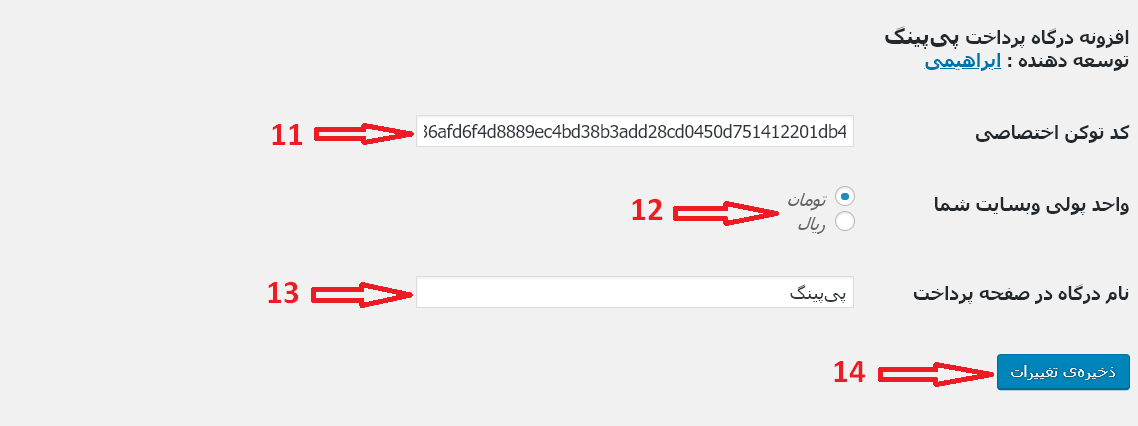 افزونه درگاه پرداخت پی‌پینگ
توسعه دهنده : ابراهیمی
کد توکن اختصاصی
36afd6f4d8889ec4bd38b3add28cd0450d751412201db4
11
واحد پولی وبسایت شما
تومان
ریال
12
نام درگاه در صفحه پرداخت
پی‌پینگ
13
ذخیره‌ی تغییرات
14